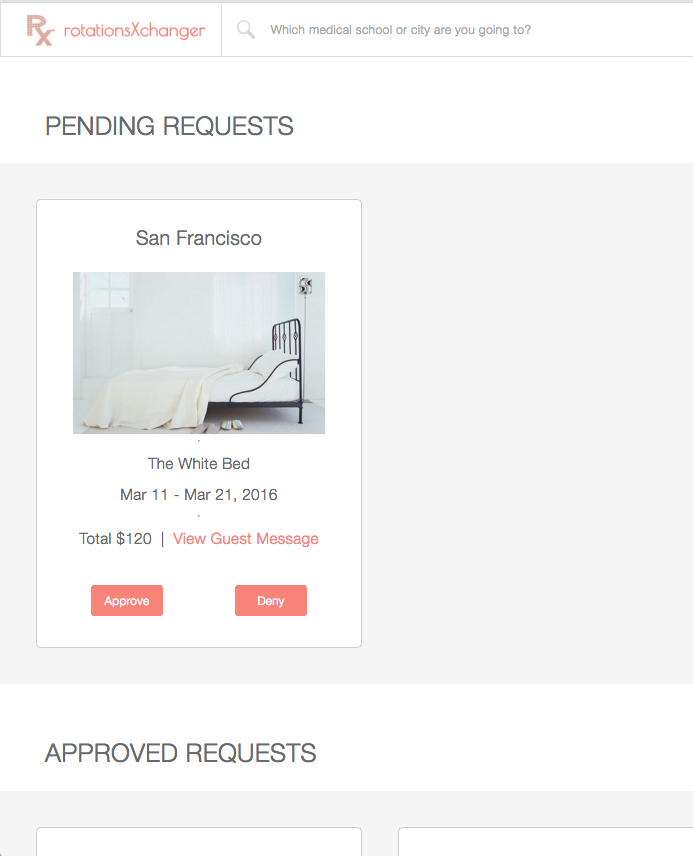 Rx rotationsXchanger
Which medical school or city are you going to?
PENDING REQUESTS
San Francisco
.
The White Bed
Mar 11 - Mar 21, 2016
.
Total $120 | View Guest Message
Approve Deny
APPROVED REQUESTS